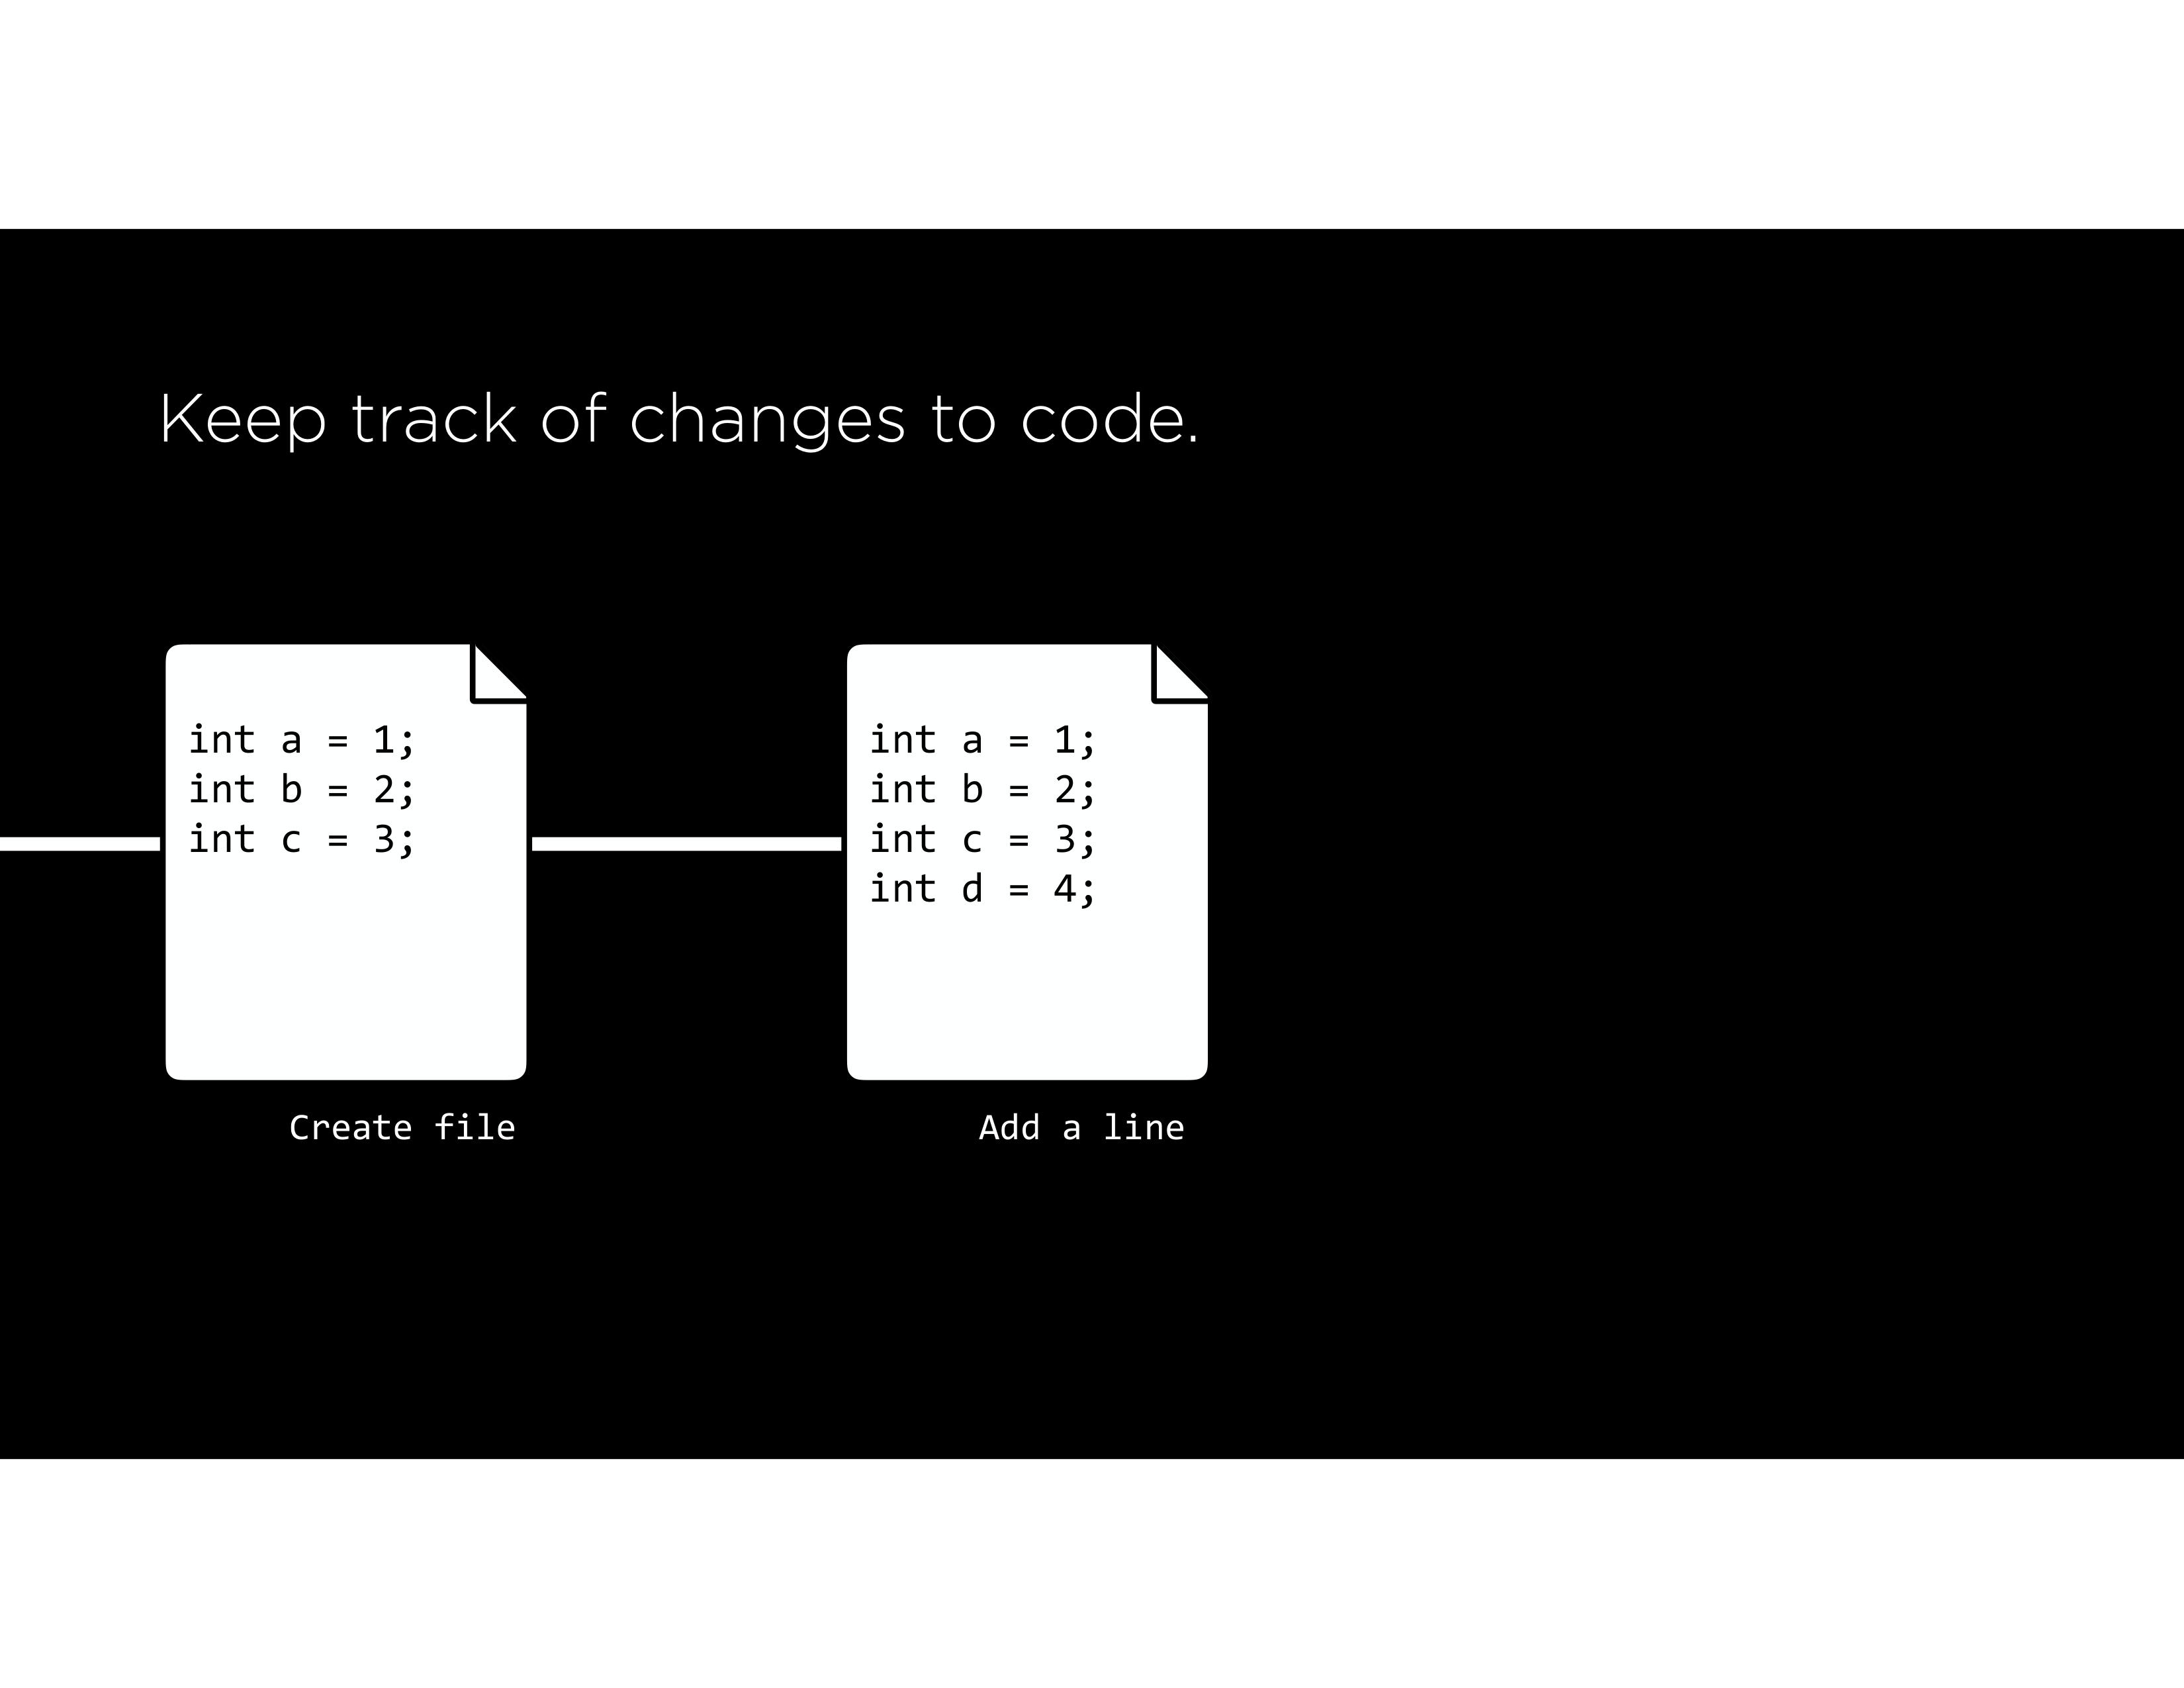 Keep track of changes to code.
int a = 1;
int b = 2;
int c = 3;
Create file
int a = 1;
int b = 2;
int c = 3;
int d = 4;
Add a line